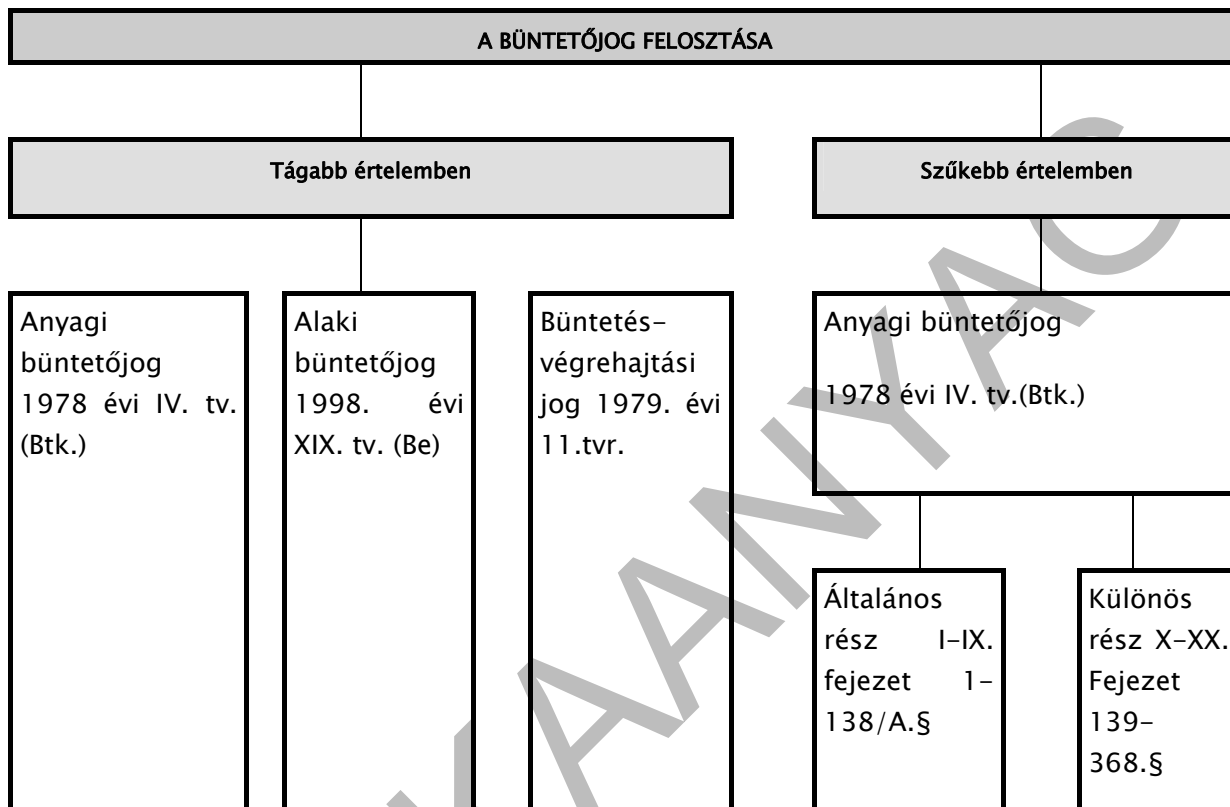 A BÜNTETŐJOG FELOSZTÁSA
Tágabb értelemben
Szűkebb értelemben
Anyagi
büntetőjog
1978 évi IV. tv.
(Btk.)
Alaki
büntetőjog
1998. évi
XIX. tv. (Be)
Büntetés-
végrehajtási
jog 1979. évi
11.tvr.
Anyagi büntetőjog
1978 évi IV. tv.(Btk.)
Általános
rész I-IX.
fejezet 1-
138/A.§
Különös
rész X-XX.
Fejezet
139-
368.§
KAANYAG